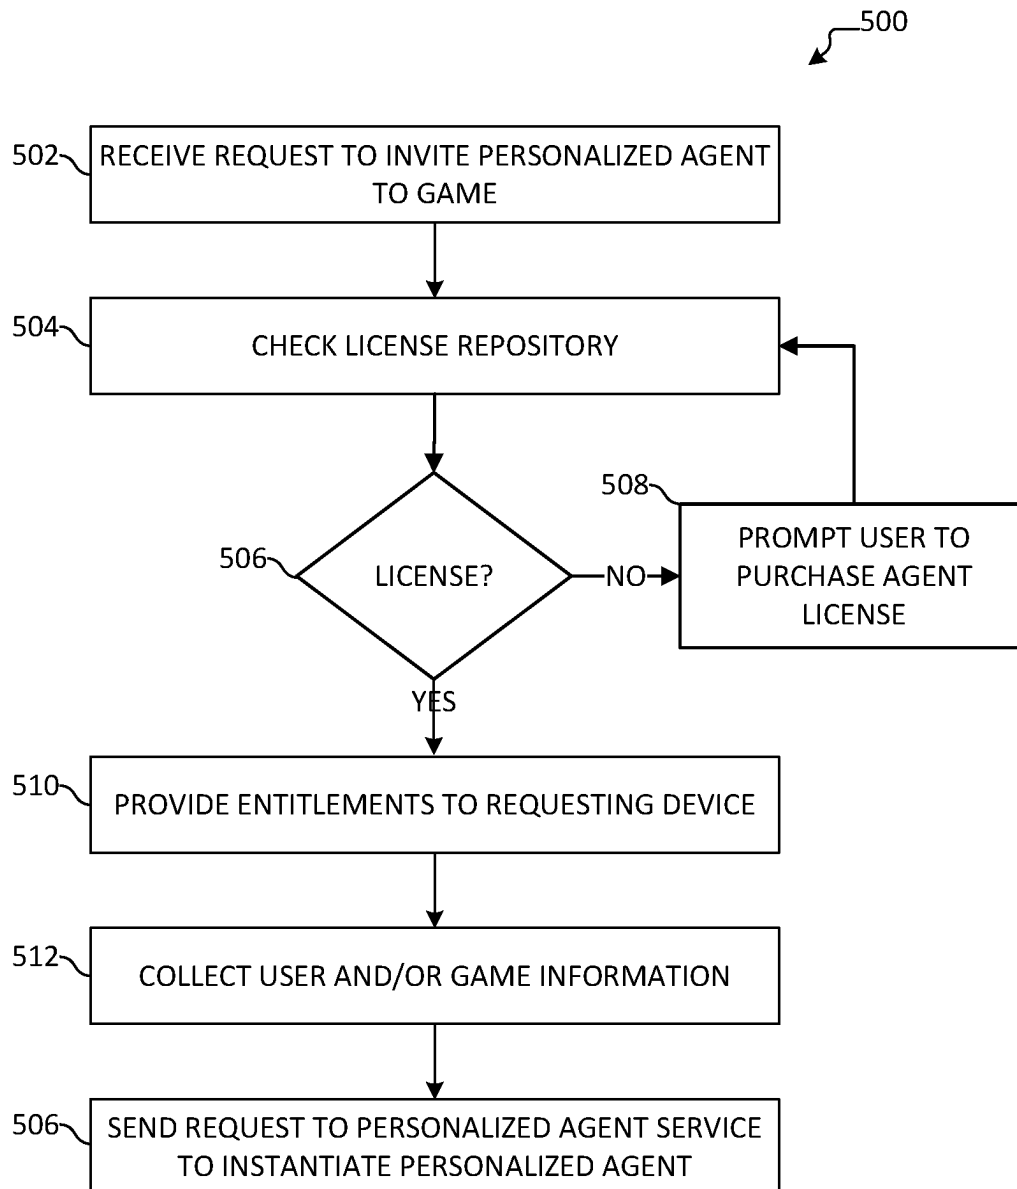 500
502
RECEIVE REQUEST TO INVITE PERSONALIZED AGENT
TO GAME
504
CHECK LICENSE REPOSITORY
506
LICENSE?
NO
508
PROMPT USER TO
PURCHASE AGENT
LICENSE
YES
510
PROVIDE ENTITLEMENTS TO REQUESTING DEVICE
512
COLLECT USER AND/OR GAME INFORMATION
506
SEND REQUEST TO PERSONALIZED AGENT SERVICE
TO INSTANTIATE PERSONALIZED AGENT